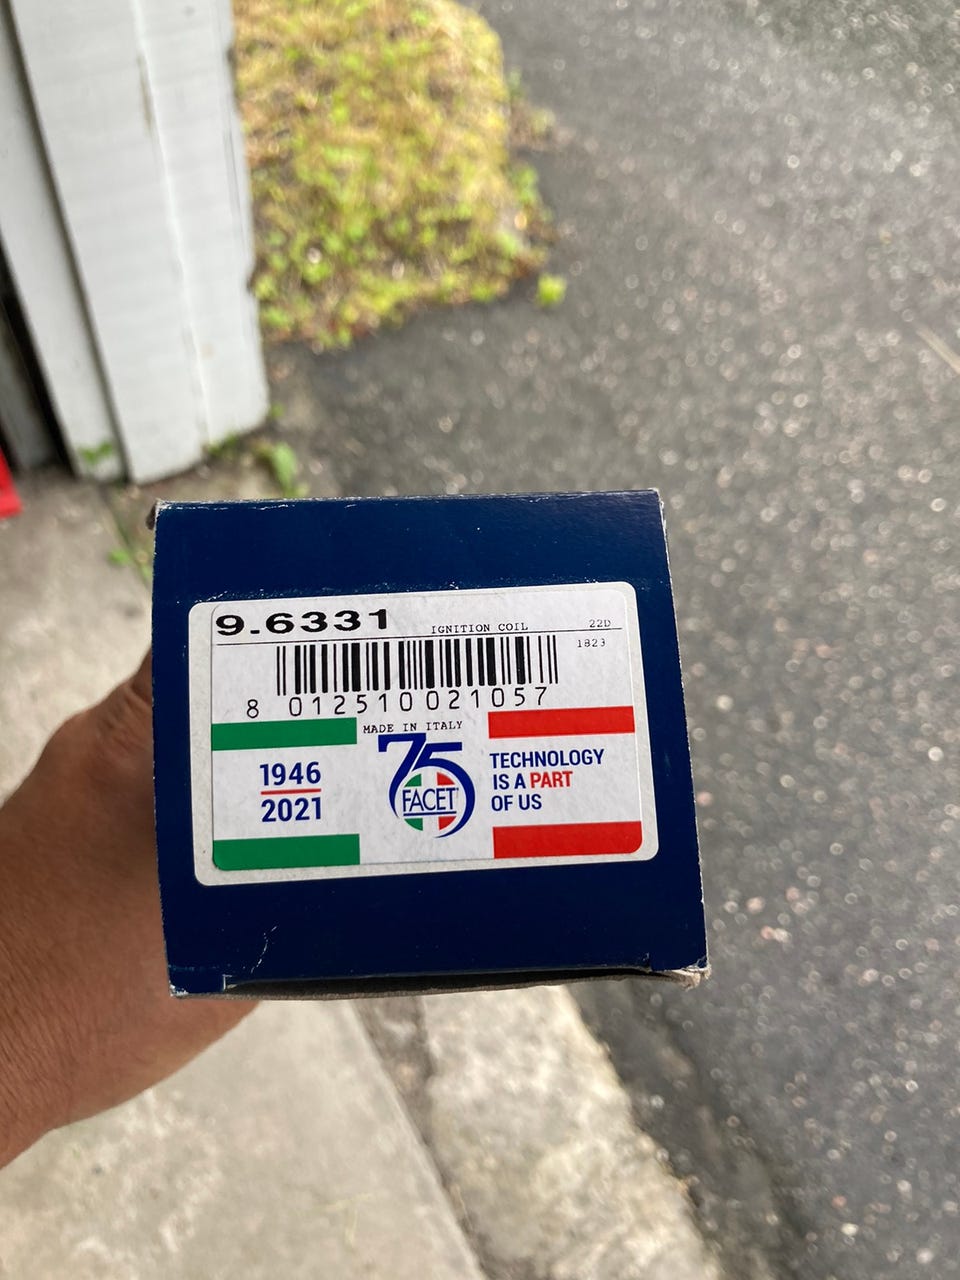 9.6331 IGNITION COIL 22D
1823
8 012510 021057
MADE IN ITALY
1946
2021
75
FACET
TECHNOLOGY
IS A PART
OF US